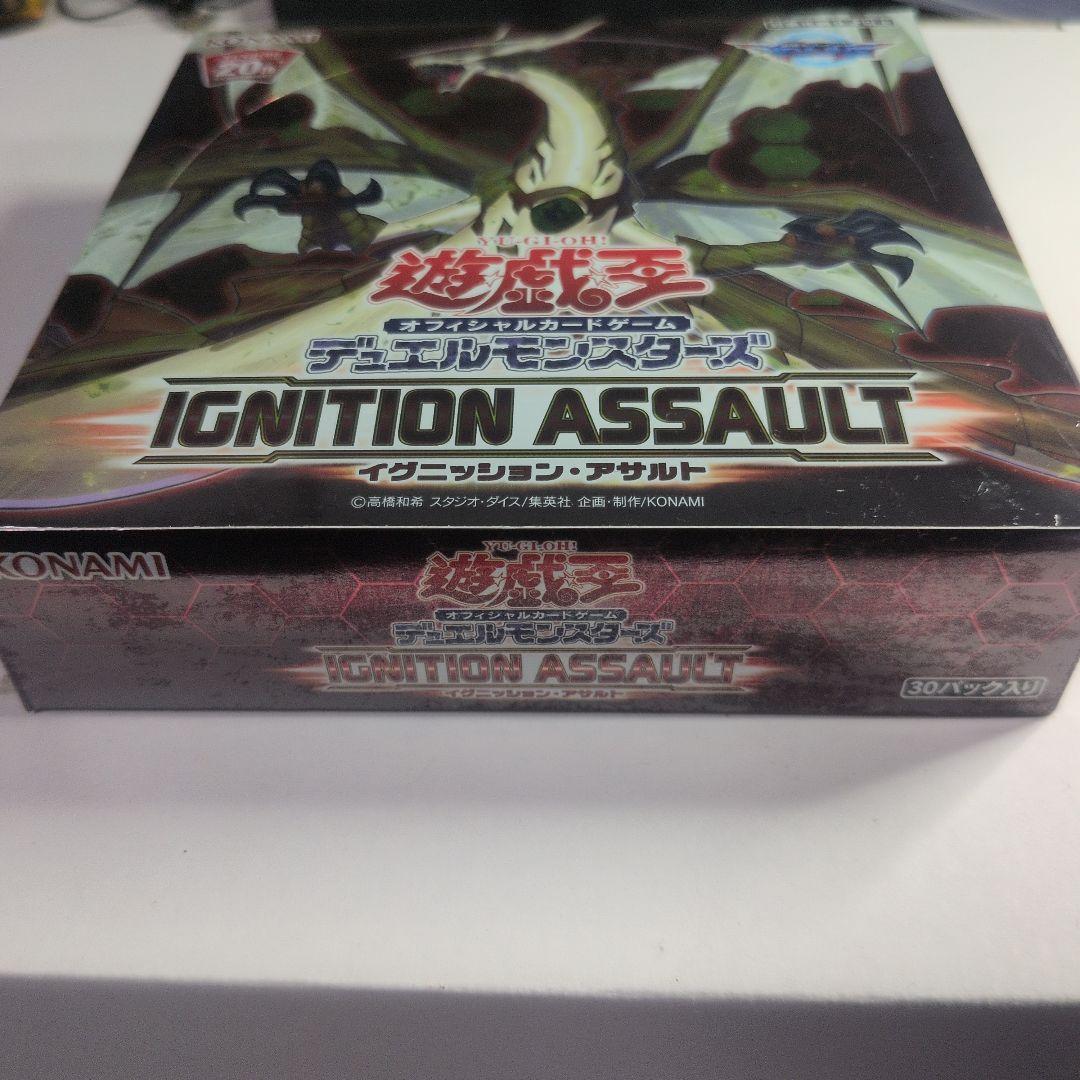 KONAMI
20th
YU-GI-OH!
遊戯王
オフィシャルカードゲーム
デュエルモンスターズ
IGNITION ASSAULT
イグニッション・アサルト
©高橋和希 スタジオ・ダイス/集英社 企画・制作/KONAMI
KONAMI
YU-GI-OH!
遊戯王
オフィシャルカードゲーム
デュエルモンスターズ
IGNITION ASSAULT
イグニッション・アサルト
30パック入り